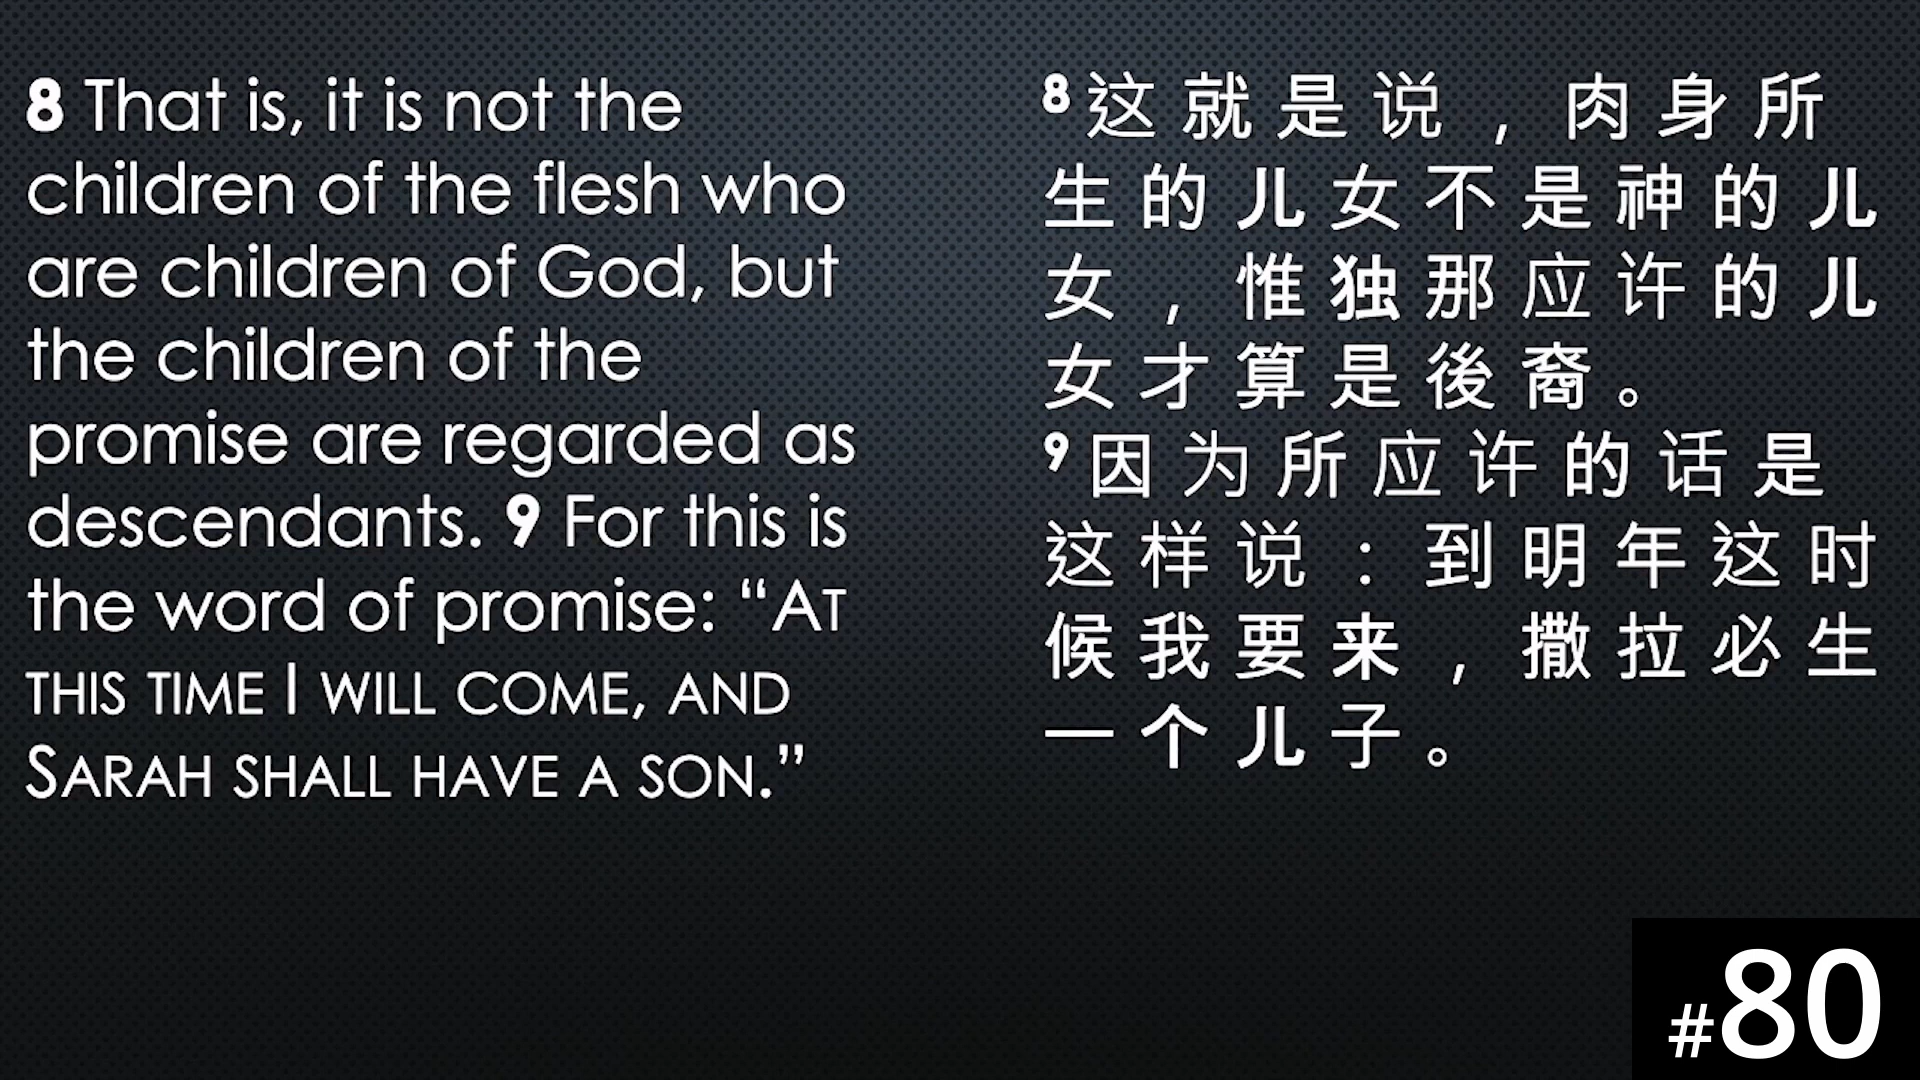 8 That is, it is not the
children of the flesh who
are children of God, but
the children of the
promise are regarded as
descendants. 9 For this is
the word of promise: “At
this time I will come, and
Sarah shall have a son.”
8 这就是说，肉身所
生的儿女不是神的儿
女，惟独那应许的儿
女才算是後裔。
9 因为所应许的话是
这样说：到明年这时
候我要来，撒拉必生
一个儿子。
#80